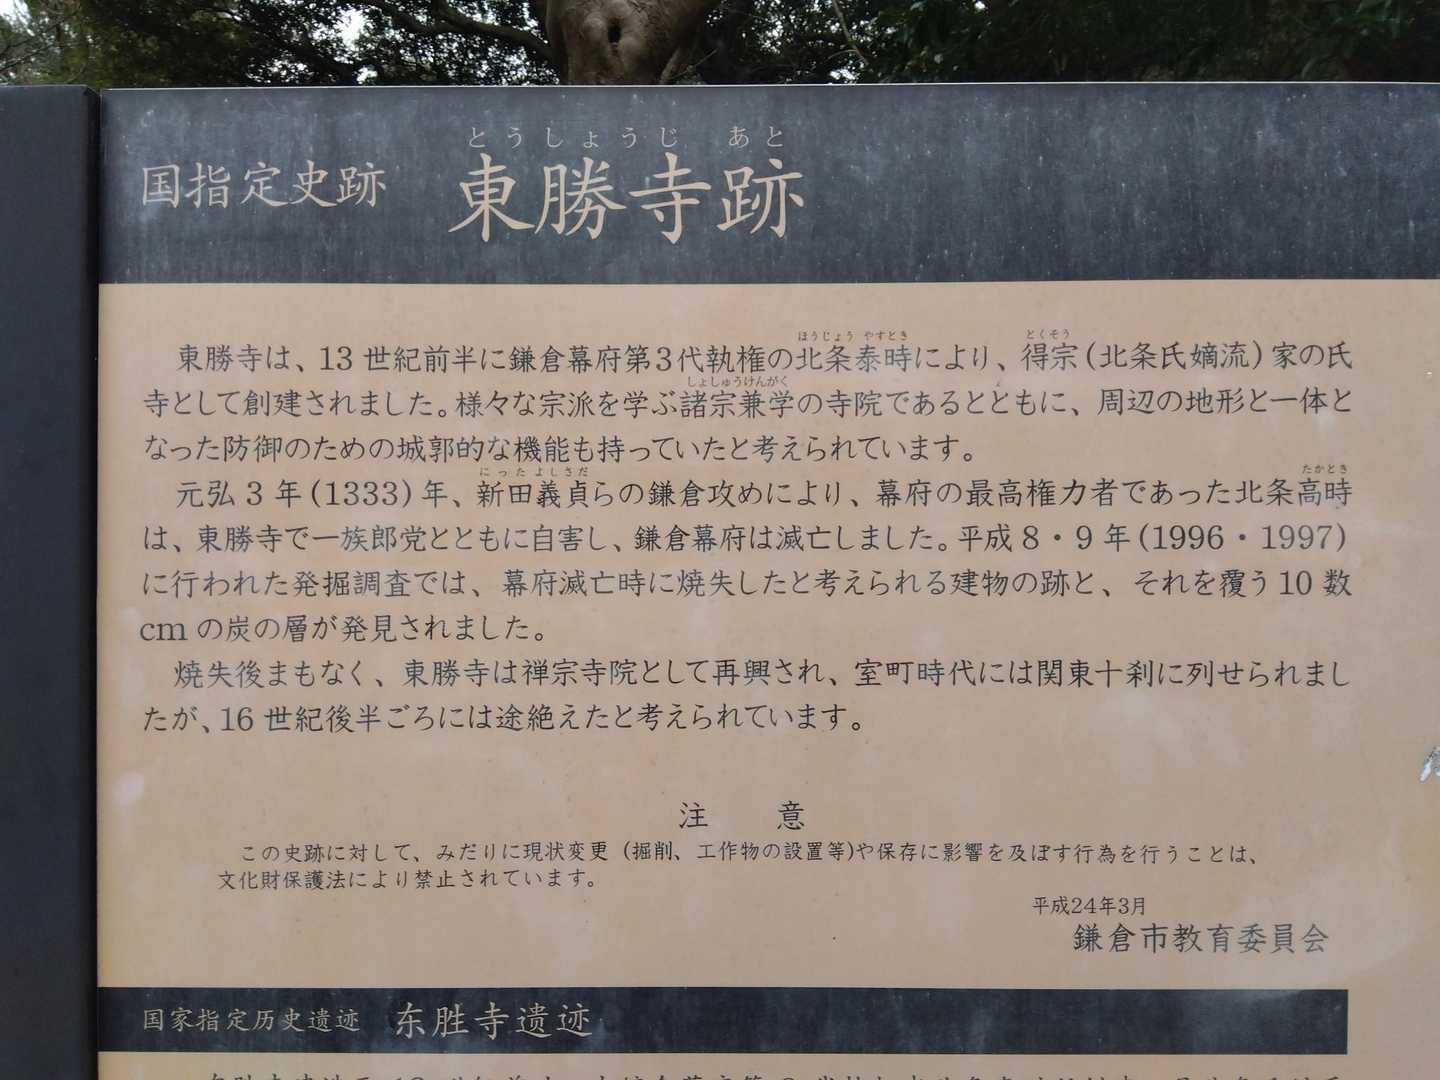 とうしょうじ あと
国指定史跡 東勝寺跡
ほうじょう やすとき とくそう
東勝寺は、13世紀前半に鎌倉幕府第3代執権の北条泰時により、得宗(北条氏嫡流)家の氏
しょしゅうけんがく
寺として創建されました。様々な宗派を学ぶ諸宗兼学の寺院であるとともに、周辺の地形と一体と
なった防御のための城郭的な機能も持っていたと考えられています。
にった よしさだ たかとき
元弘3年(1333)年、新田義貞らの鎌倉攻めにより、幕府の最高権力者であった北条高時
は、東勝寺で一族郎党とともに自害し、鎌倉幕府は滅亡しました。平成8・9年(1996・1997)
に行われた発掘調査では、幕府滅亡時に焼失したと考えられる建物の跡と、それを覆う10数
cmの炭の層が発見されました。
焼失後まもなく、東勝寺は禅宗寺院として再興され、室町時代には関東十刹に列せられまし
たが、16世紀後半ごろには途絶えたと考えられています。
注 意
この史跡に対して、みだりに現状変更(掘削、工作物の設置等)や保存に影響を及ぼす行為を行うことは、
文化財保護法により禁止されています。
平成24年3月
鎌倉市教育委員会
国家指定历史遗迹 东胜寺遗迹